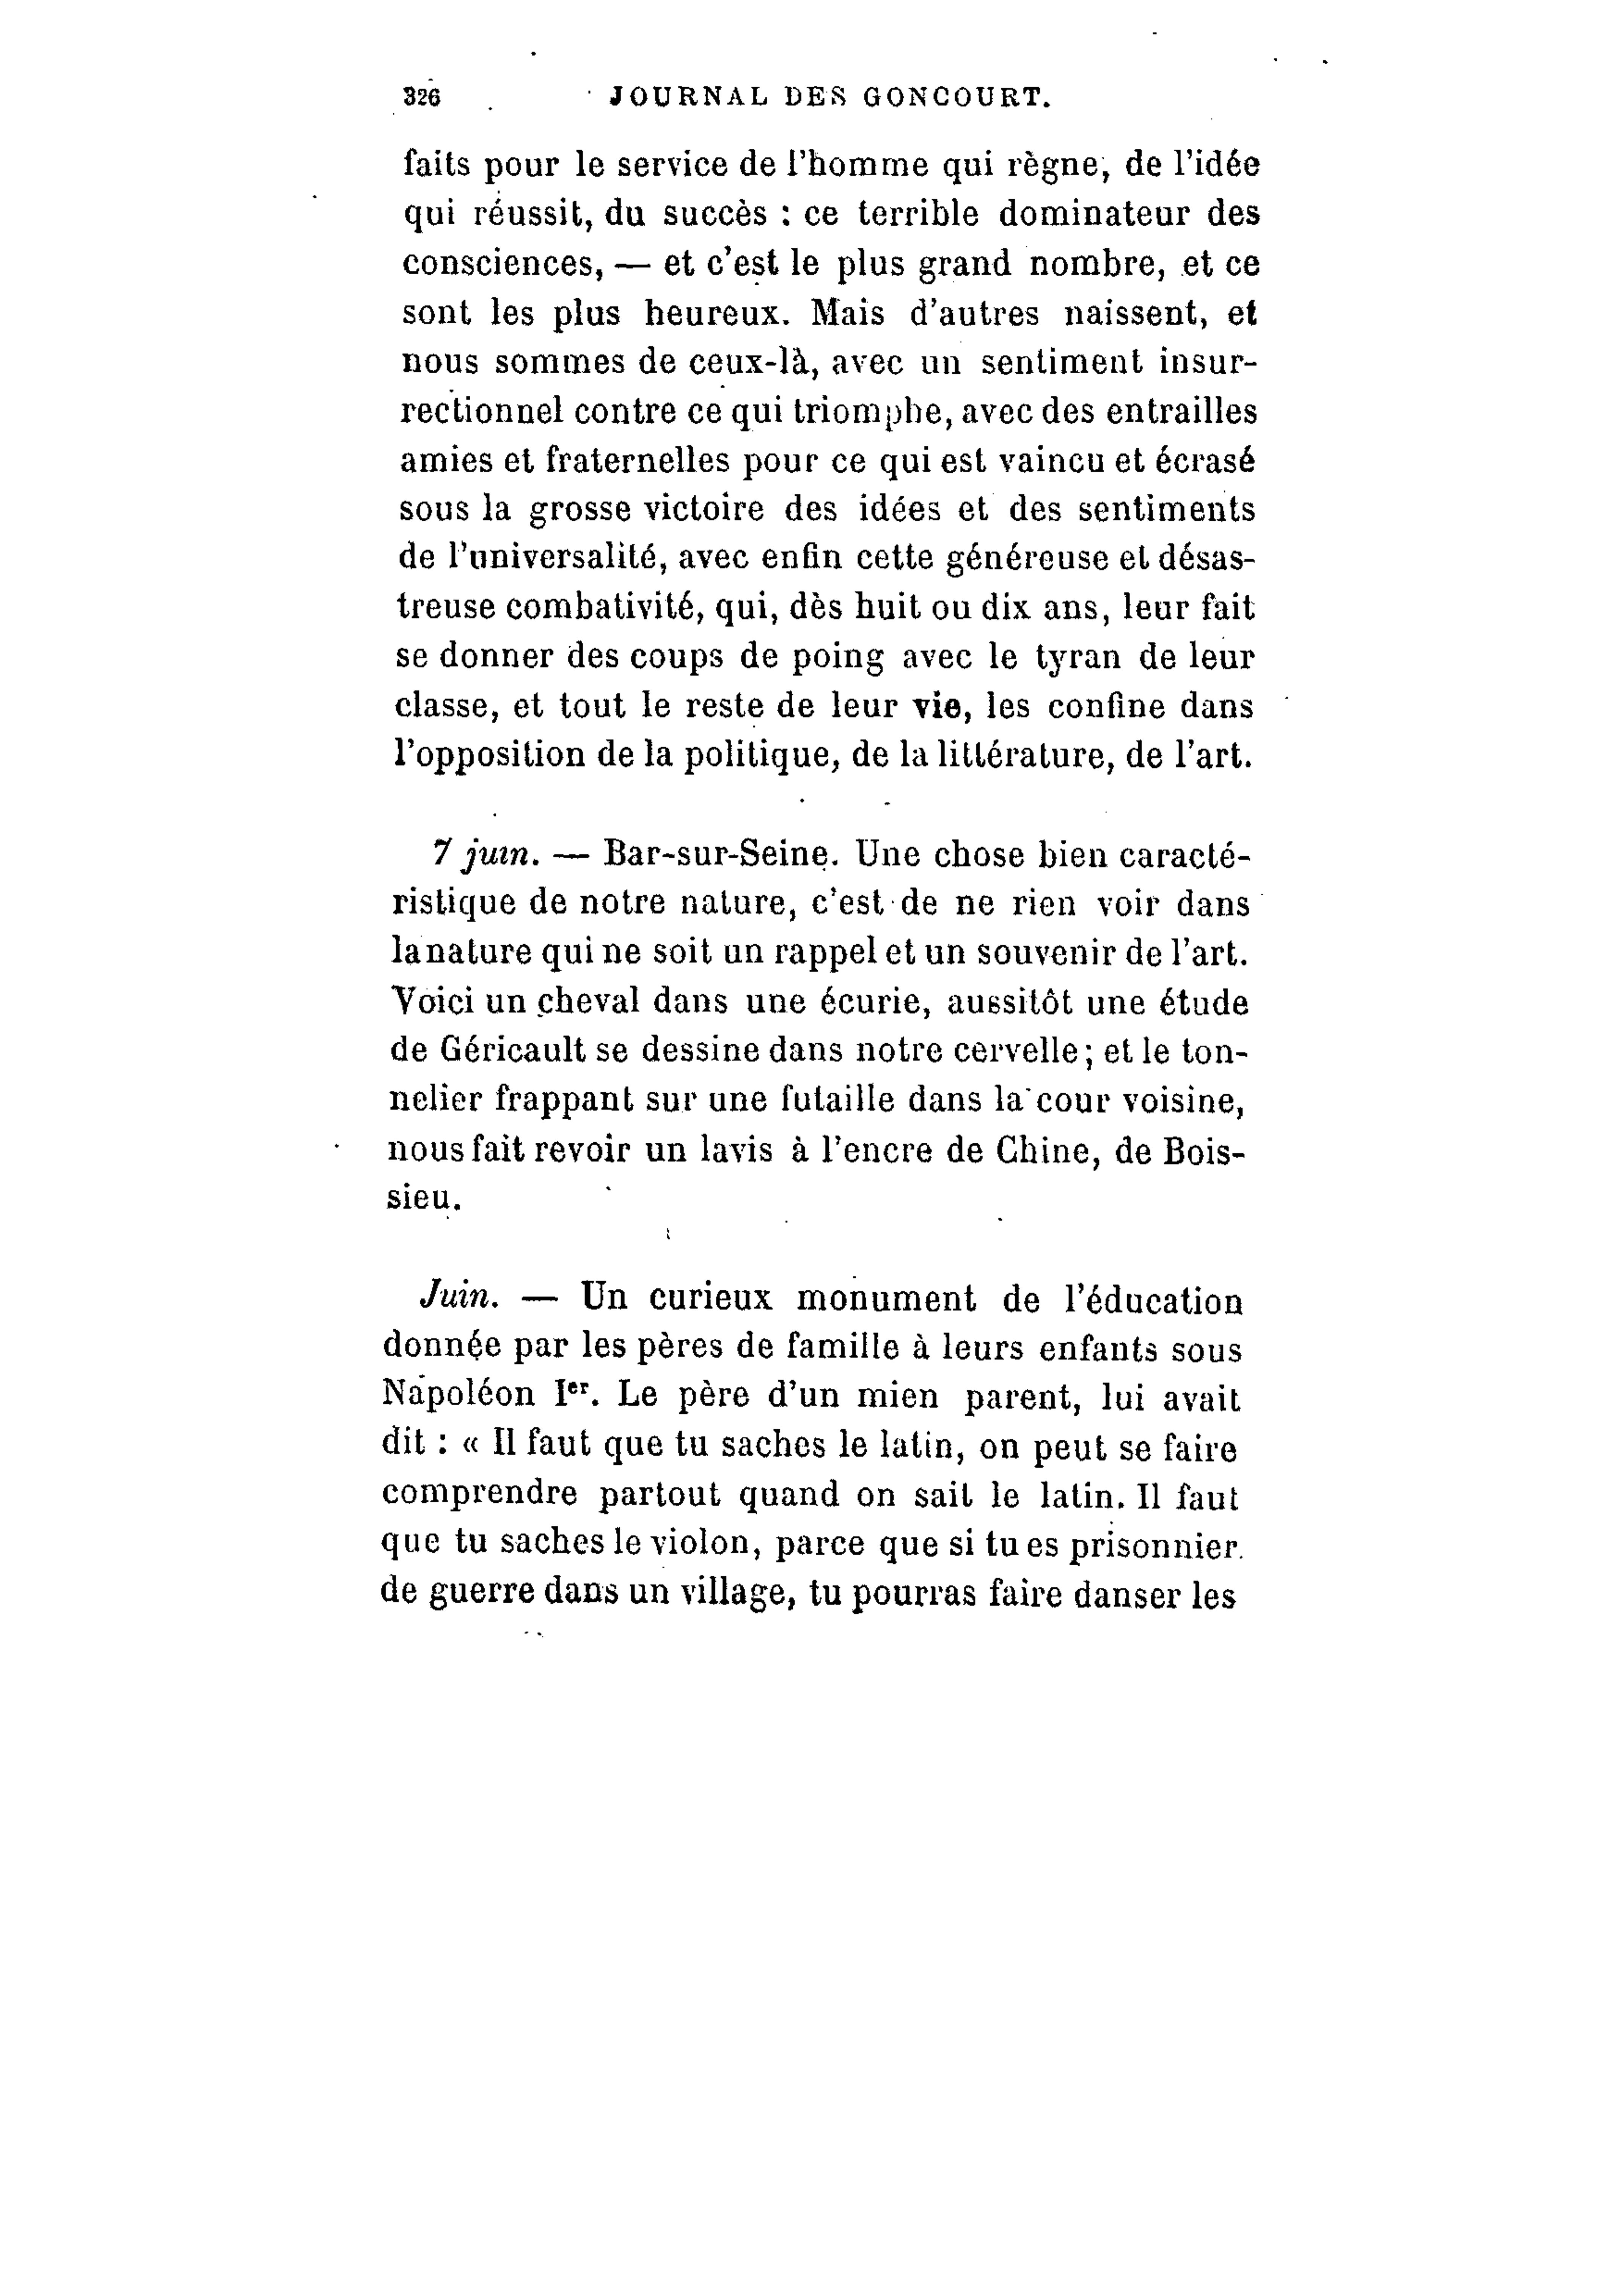 326 JOURNAL DES GONCOURT.
faits pour le service de l'homme qui règne, de l'idée
qui réussit, du succès : ce terrible dominateur des
consciences, — et c'est le plus grand nombre, et ce
sont les plus heureux. Mais d'autres naissent, et
nous sommes de ceux-là, avec un sentiment insur-
rectionnel contre ce qui triomphe, avec des entrailles
amies et fraternelles pour ce qui est vaincu et écrasé
sous la grosse victoire des idées et des sentiments
de l'universalité, avec enfin cette généreuse et désas-
treuse combativité, qui, dès huit ou dix ans, leur fait
se donner des coups de poing avec le tyran de leur
classe, et tout le reste de leur vie, les confine dans
l'opposition de la politique, de la littérature, de l'art.
7 juin. — Bar-sur-Seine. Une chose bien caracté-
ristique de notre nature, c'est de ne rien voir dans
la nature qui ne soit un rappel et un souvenir de l'art.
Voici un cheval dans une écurie, aussitôt une étude
de Géricault se dessine dans notre cervelle; et le ton-
nelier frappant sur une futaille dans la cour voisine,
nous fait revoir un lavis à l'encre de Chine, de Bois-
sieu.
Juin. — Un curieux monument de l'éducation
donnée par les pères de famille à leurs enfants sous
Napoléon Ier. Le père d'un mien parent, lui avait
dit : « Il faut que tu saches le latin, on peut se faire
comprendre partout quand on sait le latin. Il faut
que tu saches le violon, parce que si tu es prisonnier
de guerre dans un village, tu pourras faire danser les